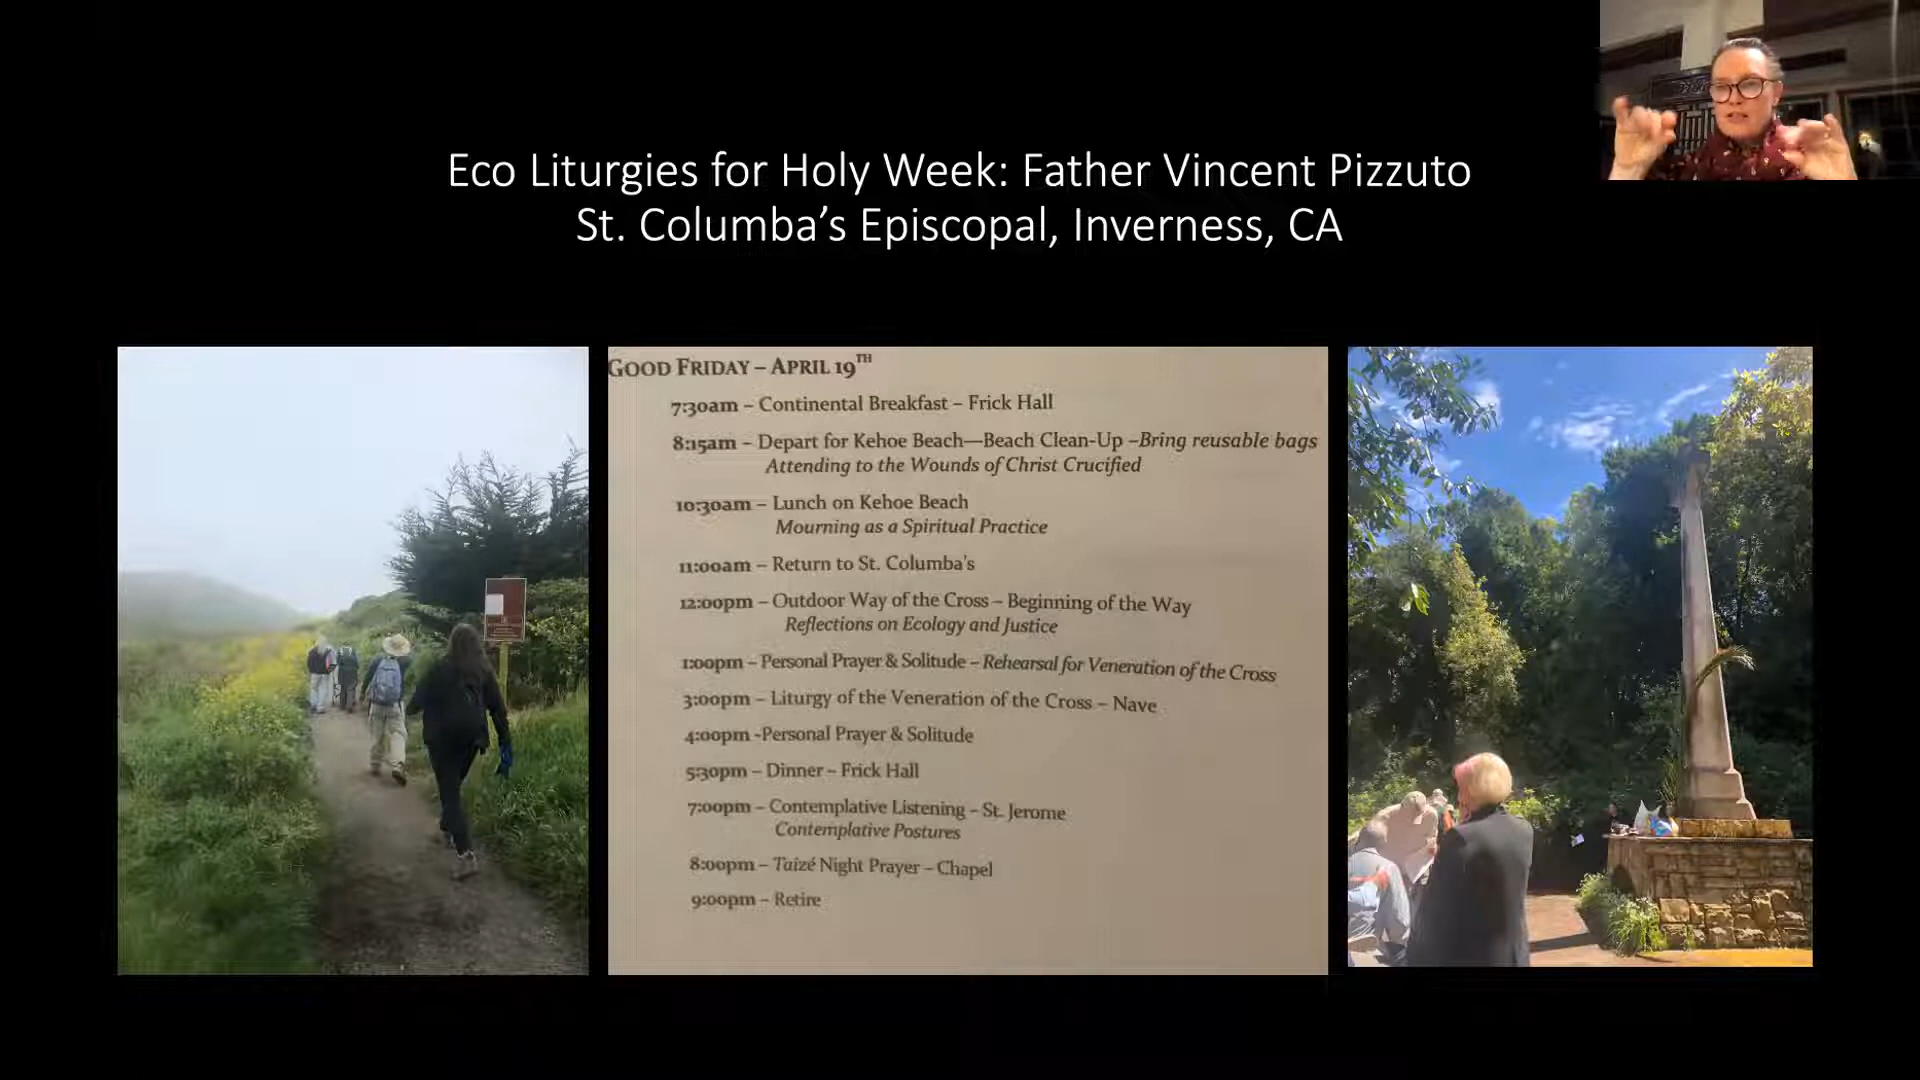 Eco Liturgies for Holy Week: Father Vincent Pizzuto
St. Columba’s Episcopal, Inverness, CA
GOOD FRIDAY – APRIL 19TH
7:30am – Continental Breakfast – Frick Hall
8:15am – Depart for Kehoe Beach—Beach Clean-Up –Bring reusable bags
Attending to the Wounds of Christ Crucified
10:30am – Lunch on Kehoe Beach
Mourning as a Spiritual Practice
11:00am – Return to St. Columba's
12:00pm – Outdoor Way of the Cross – Beginning of the Way
Reflections on Ecology and Justice
1:00pm – Personal Prayer & Solitude – Rehearsal for Veneration of the Cross
3:00pm – Liturgy of the Veneration of the Cross – Nave
4:00pm -Personal Prayer & Solitude
5:30pm – Dinner – Frick Hall
7:00pm – Contemplative Listening – St. Jerome
Contemplative Postures
8:00pm – Taizé Night Prayer – Chapel
9:00pm – Retire